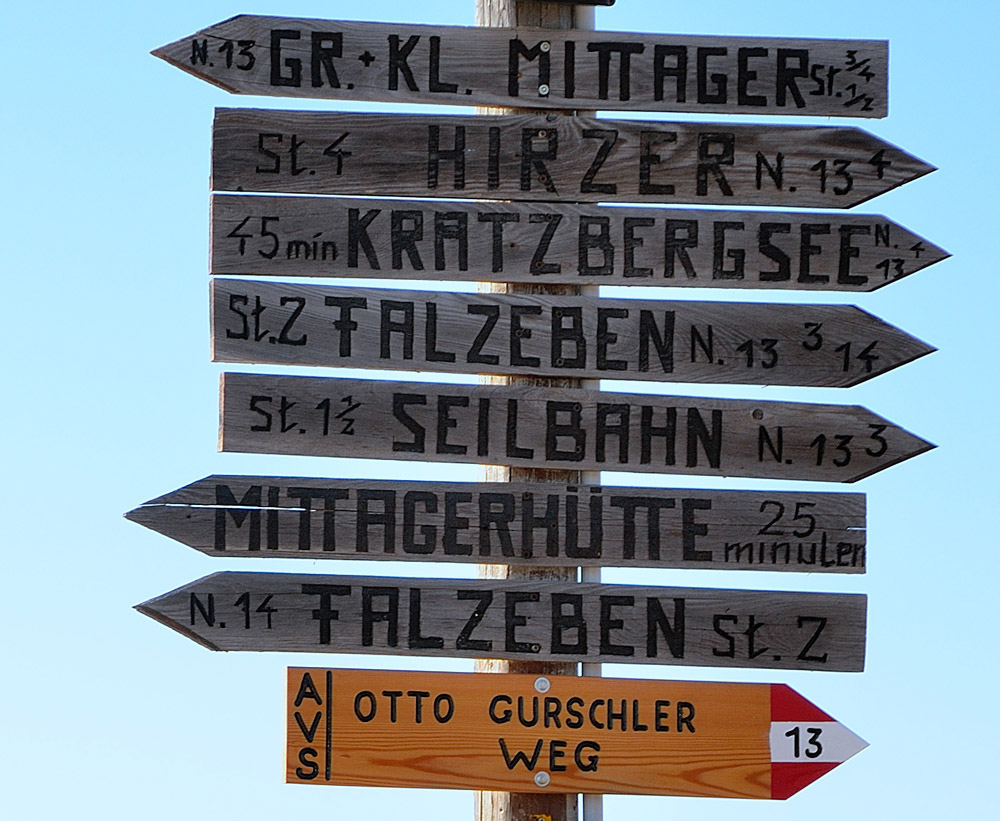 N.13 GR. + KL. MITTAGER St. 3/4 1/2
St. 4 HIRZER N. 13 4
45 min KRATZBERGSEE N. 13 4
St. 2 FALZEBEN N. 13 3 14
St. 1 1/2 SEILBAHN N. 13 3
MITTAGERHÜTTE 25 minuten
N. 14 FALZEBEN St. 2
AVS OTTO GURSCHLER
WEG 13